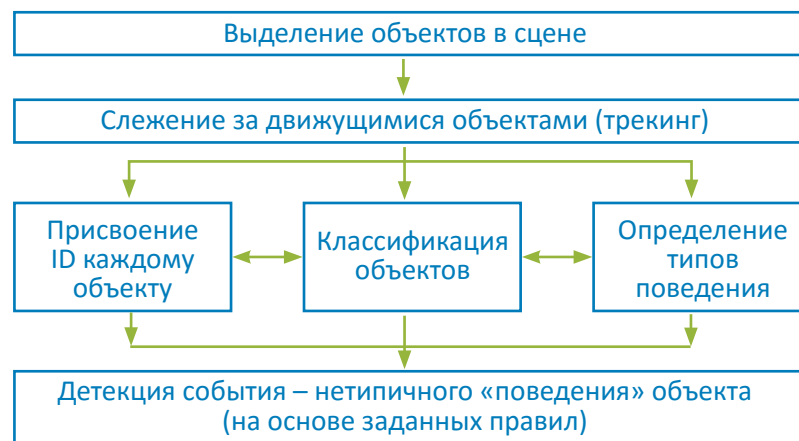 Выделение объектов в сцене
Слежение за движущимися объектами (трекинг)
Присвоение
ID каждому
объекту
Классификация
объектов
Определение
типов
поведения
Детекция события – нетипичного «поведения» объекта
(на основе заданных правил)